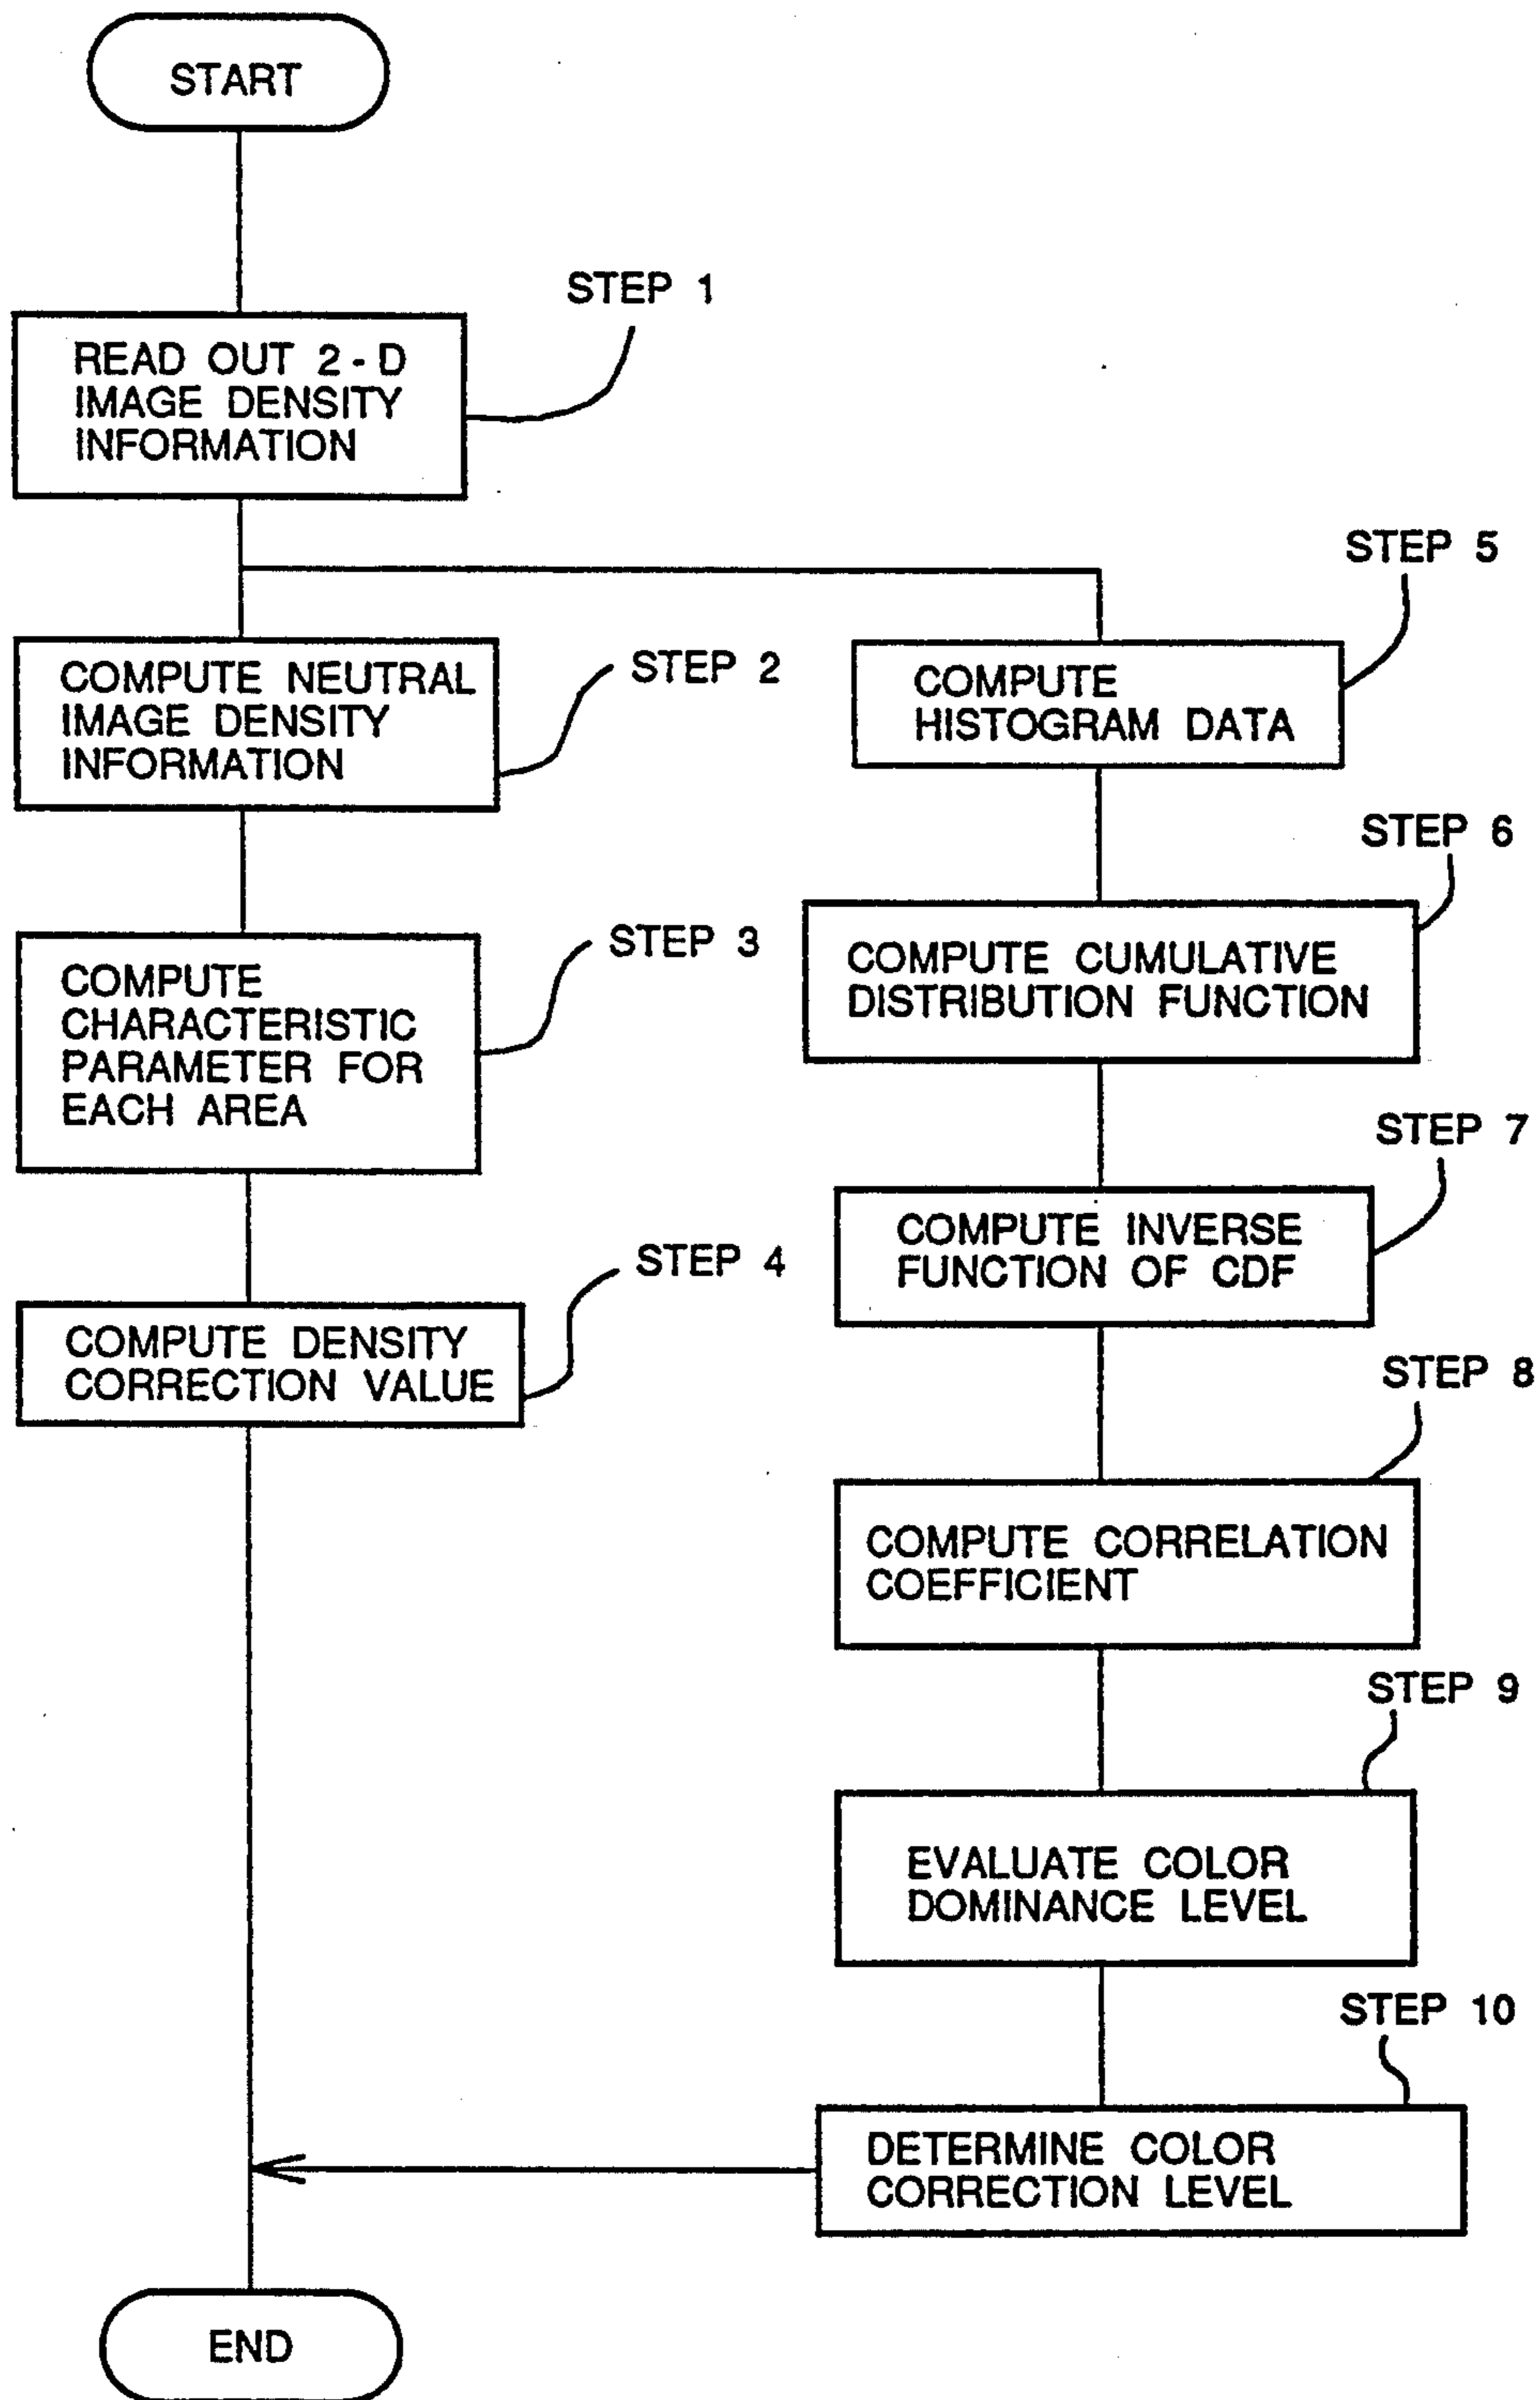 START
STEP 1
READ OUT 2 - D
IMAGE DENSITY
INFORMATION
STEP 2
COMPUTE NEUTRAL
IMAGE DENSITY
INFORMATION
STEP 3
COMPUTE
CHARACTERISTIC
PARAMETER FOR
EACH AREA
STEP 4
COMPUTE DENSITY
CORRECTION VALUE
STEP 5
COMPUTE
HISTOGRAM DATA
STEP 6
COMPUTE CUMULATIVE
DISTRIBUTION FUNCTION
STEP 7
COMPUTE INVERSE
FUNCTION OF CDF
STEP 8
COMPUTE CORRELATION
COEFFICIENT
STEP 9
EVALUATE COLOR
DOMINANCE LEVEL
STEP 10
DETERMINE COLOR
CORRECTION LEVEL
END